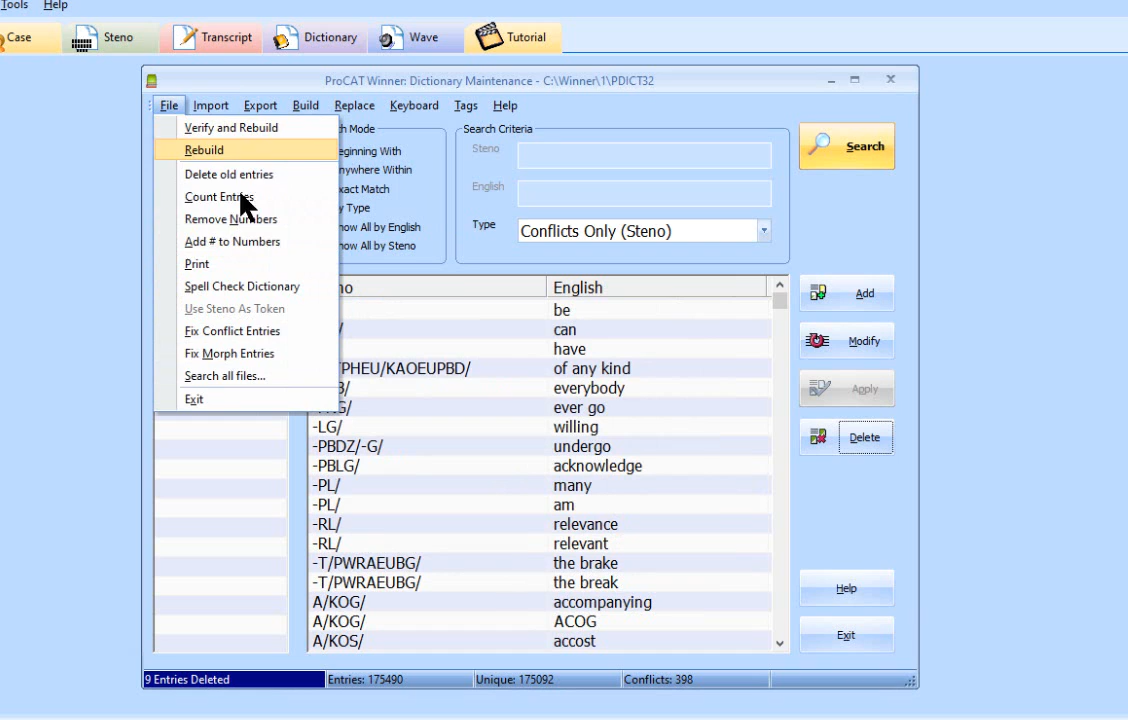 Tools Help
Case Steno Transcript Dictionary Wave Tutorial
ProCAT Winner: Dictionary Maintenance - C:\Winner\1\PDICT32
File Import Export Build Replace Keyboard Tags Help
Verify and Rebuild
Rebuild
Delete old entries
Count Entries
Remove Numbers
Add # to Numbers
Print
Spell Check Dictionary
Use Steno As Token
Fix Conflict Entries
Fix Morph Entries
Search all files...
Exit
h Mode
eginning With
nywhere Within
xact Match
y Type
how All by English
how All by Steno
Search Criteria
Steno
English
Type Conflicts Only (Steno)
Search
no English
be
/ can
have
/PHEU/KAOEUPBD/ of any kind
B/ everybody
G/ ever go
-LG/ willing
-PBDZ/-G/ undergo
-PBLG/ acknowledge
-PL/ many
-PL/ am
-RL/ relevance
-RL/ relevant
-T/PWRAEUBG/ the brake
-T/PWRAEUBG/ the break
A/KOG/ accompanying
A/KOG/ ACOG
A/KOS/ accost
Add
Modify
Apply
Delete
Help
Exit
9 Entries Deleted Entries: 175490 Unique: 175092 Conflicts: 398